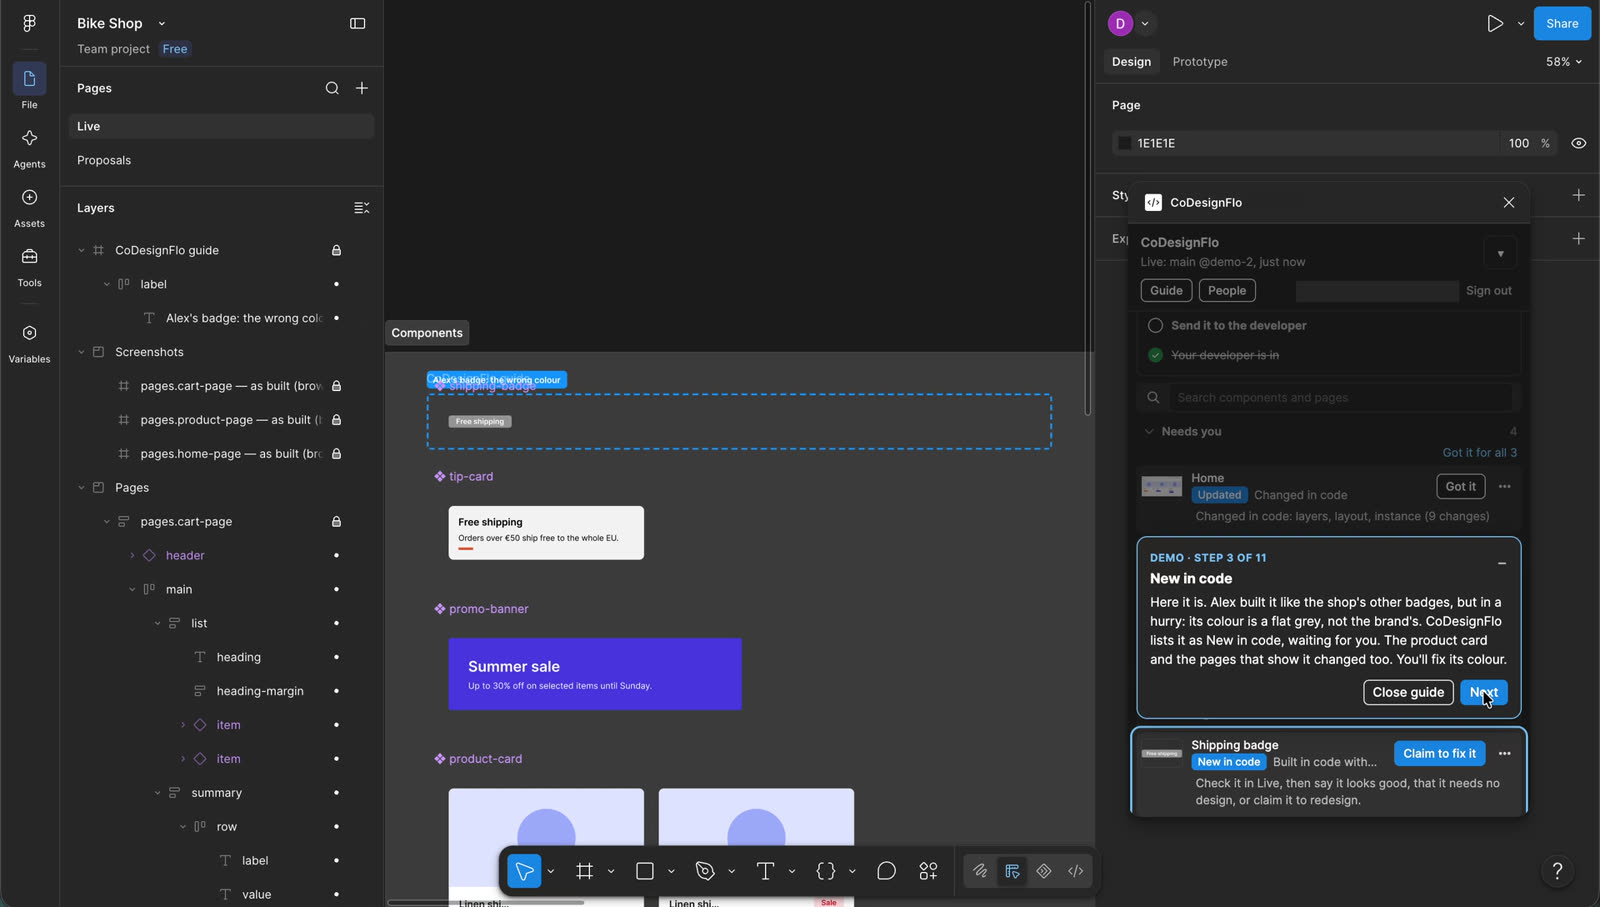 Bike Shop
Team project Free
File
Agents
Assets
Tools
Variables
Pages
Live
Proposals
Layers
CoDesignFlo guide
label
Alex's badge: the wrong colo
Screenshots
pages.cart-page — as built (brow
pages.product-page — as built (
pages.home-page — as built (bro
Pages
pages.cart-page
header
main
list
heading
heading-margin
item
item
summary
row
label
value
Components
Alex's badge: the wrong colour
shipping-badge
Free shipping
tip-card
Free shipping
Orders over €50 ship free to the whole EU.
promo-banner
Summer sale
Up to 30% off on selected items until Sunday.
product-card
Linen shi...
Linen shi...
Sale
D
Share
Design Prototype
58%
Page
1E1E1E 100 %
CoDesignFlo
CoDesignFlo
Live: main @demo-2, just now
Guide People Sign out
Send it to the developer
Your developer is in
Search components and pages
Needs you 4
Got it for all 3
Home
Updated Changed in code
Got it
Changed in code: layers, layout, instance (9 changes)
DEMO · STEP 3 OF 11
New in code
Here it is. Alex built it like the shop's other badges, but in a
hurry: its colour is a flat grey, not the brand's. CoDesignFlo
lists it as New in code, waiting for you. The product card
and the pages that show it changed too. You'll fix its colour.
Close guide Next
Free shipping
Shipping badge
New in code Built in code with...
Claim to fix it
Check it in Live, then say it looks good, that it needs no
design, or claim it to redesign.